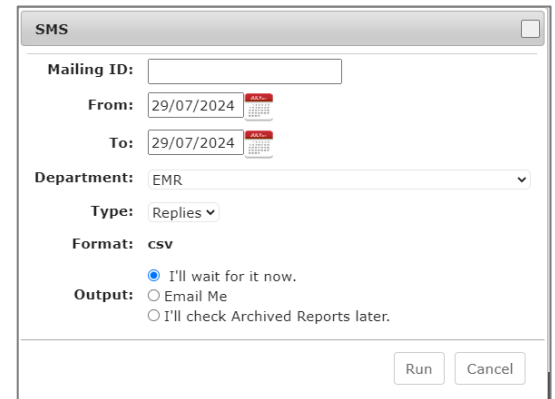 SMS
Mailing ID:
From: 29/07/2024
To: 29/07/2024
Department: EMR
Type: Replies
Format: csv
I'll wait for it now.
Output: Email Me
I'll check Archived Reports later.
Run Cancel